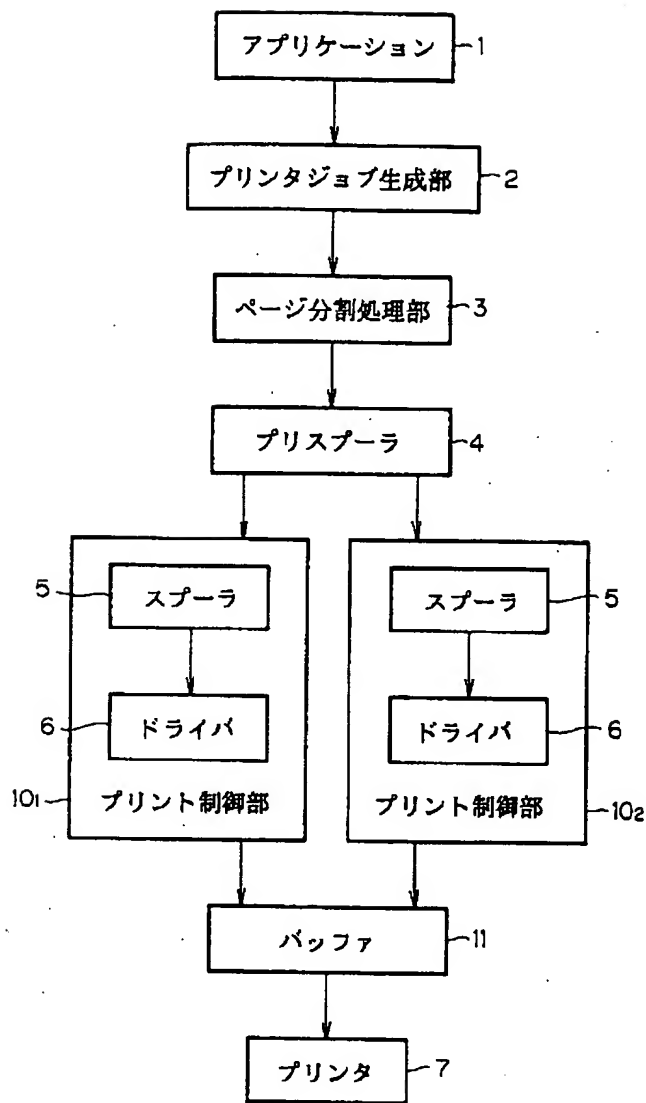 アプリケーション 1
プリンタジョブ生成部 2
ページ分割処理部 3
プリスプーラ 4
5 スプーラ
スプーラ 5
6 ドライバ
ドライバ 6
10₁ プリント制御部
プリント制御部 10₂
バッファ 11
プリンタ 7